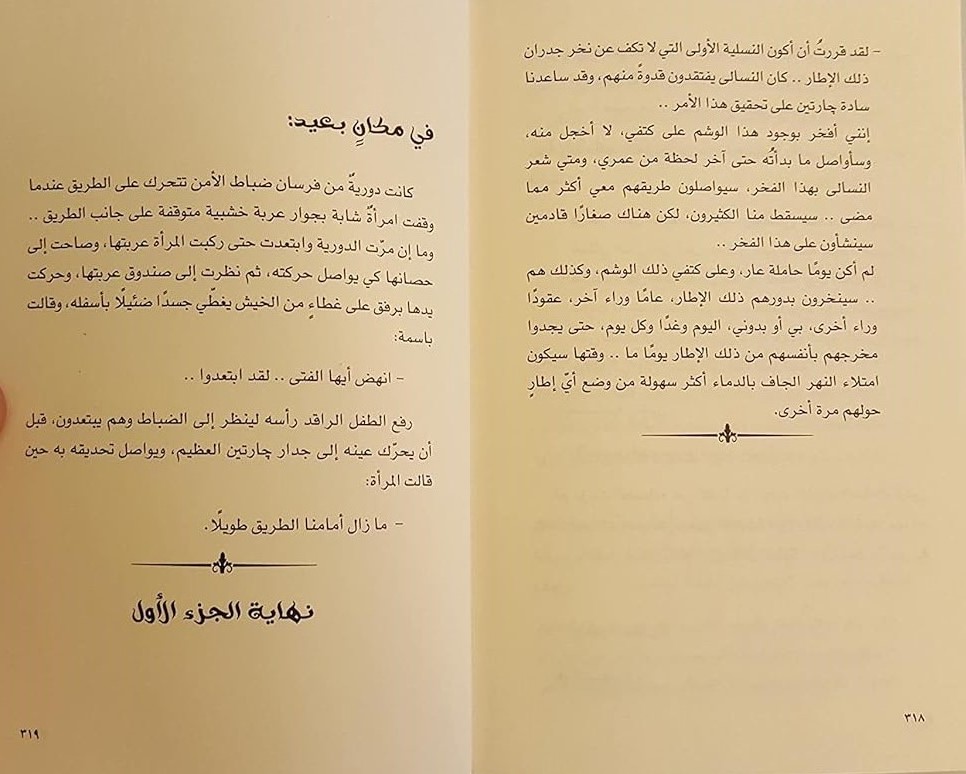 – لقد قررتُ أن أكون النسلية الأولى التي لا تكف عن نخر جدران
ذلك الإطار .. كان النسالى يفتقدون قدوةً منهم، وقد ساعدنا
سادة چارتين على تحقيق هذا الأمر ..
إنني أفخر بوجود هذا الوشم على كتفي، لا أخجل منه،
وسأواصل ما بدأتُه حتى آخر لحظة من عمري، ومتي شعر
النسالى بهذا الفخر، سيواصلون طريقهم معي أكثر مما
مضى .. سيسقط منا الكثيرون، لكن هناك صغارًا قادمين
سينشأون على هذا الفخر ..
لم أكن يومًا حاملة عار، وعلى كتفي ذلك الوشم، وكذلك هم
.. سينخرون بدورهم ذلك الإطار، عامًا وراء آخر، عقودًا
وراء أخرى، بي أو بدوني، اليوم وغدًا وكل يوم، حتى يجدوا
مخرجهم بأنفسهم من ذلك الإطار يومًا ما .. وقتها سيكون
امتلاء النهر الجاف بالدماء أكثر سهولة من وضع أيّ إطارٍ
حولهم مرة أخرى.
٣١٨
في مكانٍ بعيد:
كانت دوريةٌ من فرسان ضباط الأمن تتحرك على الطريق عندما
وقفت امرأةٌ شابة بجوار عربة خشبية متوقفة على جانب الطريق ..
وما إن مرّت الدورية وابتعدت حتى ركبت المرأة عربتها، وصاحت إلى
حصانها كي يواصل حركته، ثم نظرت إلى صندوق عربتها، وحركت
يدها برفق على غطاءٍ من الخيش يغطّي جسدًا ضئيلًا بأسفله، وقالت
باسمة:
– انهض أيها الفتى .. لقد ابتعدوا ..
رفع الطفل الراقد رأسه لينظر إلى الضباط وهم يبتعدون، قبل
أن يحرّك عينه إلى جدار چارتين العظيم، ويواصل تحديقه به حين
قالت المرأة:
– ما زال أمامنا الطريق طويلًا.
نهاية الجزء الأول
٣١٩